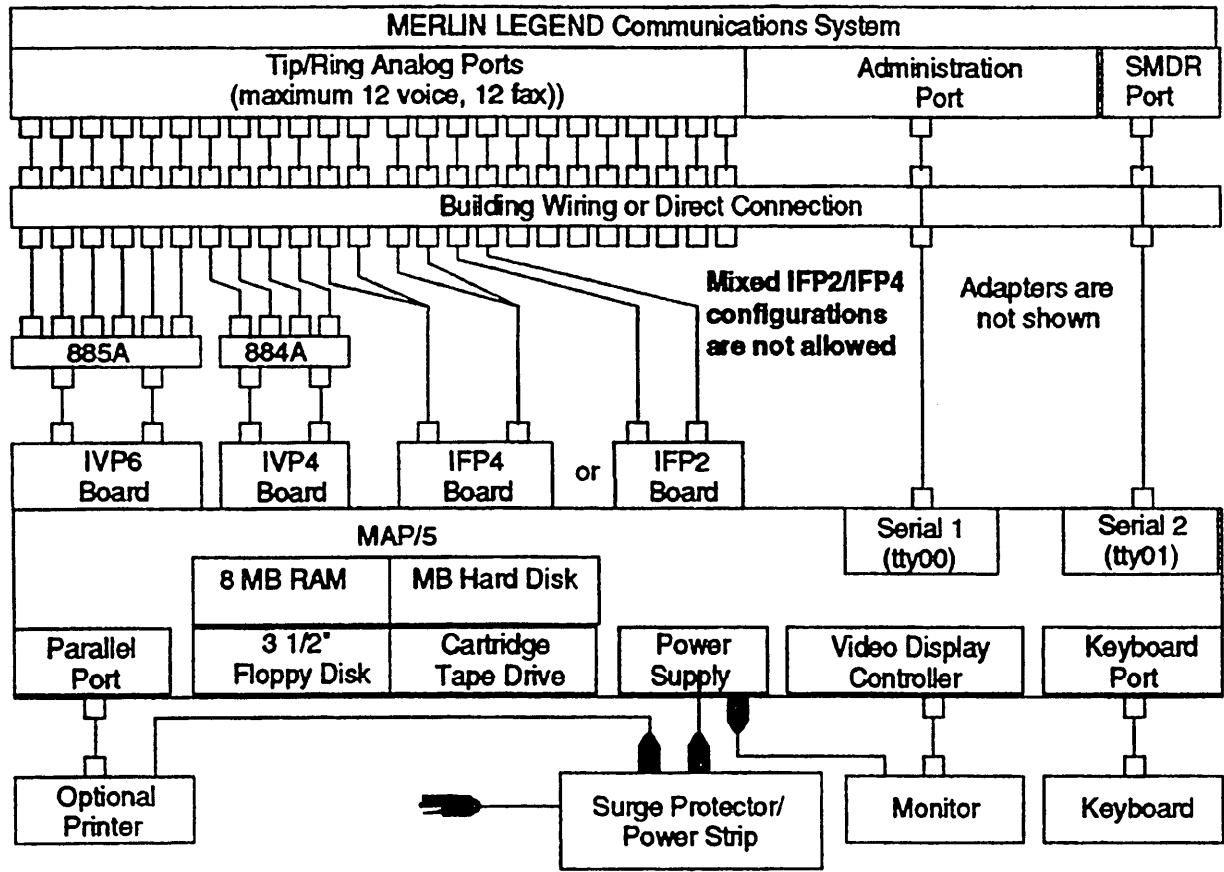 MERLIN LEGEND Communications System
Tip/Ring Analog Ports
(maximum 12 voice, 12 fax))
Administration
Port
SMDR
Port
Building Wiring or Direct Connection
Mixed IFP2/IFP4
configurations
are not allowed
Adapters are
not shown
885A
884A
IVP6
Board
IVP4
Board
IFP4
Board
or
IFP2
Board
MAP/5
Serial 1
(tty00)
Serial 2
(tty01)
8 MB RAM
MB Hard Disk
3 1/2"
Floppy Disk
Cartridge
Tape Drive
Parallel
Port
Power
Supply
Video Display
Controller
Keyboard
Port
Optional
Printer
Surge Protector/
Power Strip
Monitor
Keyboard